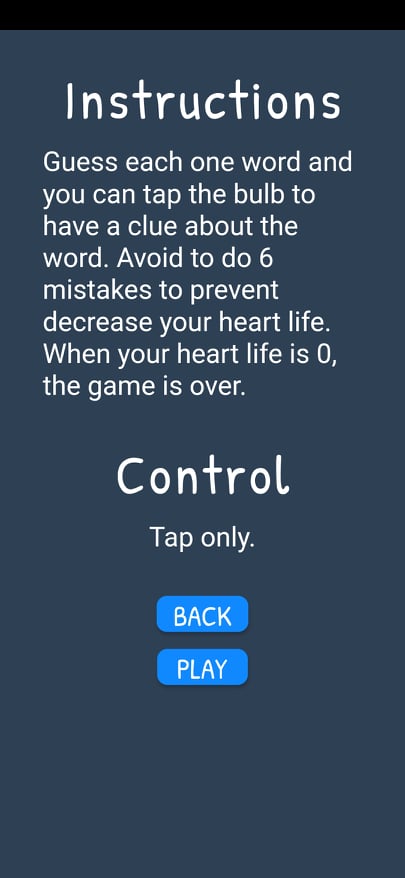 Instructions
Guess each one word and
you can tap the bulb to
have a clue about the
word. Avoid to do 6
mistakes to prevent
decrease your heart life.
When your heart life is 0,
the game is over.
Control
Tap only.
BACK
PLAY